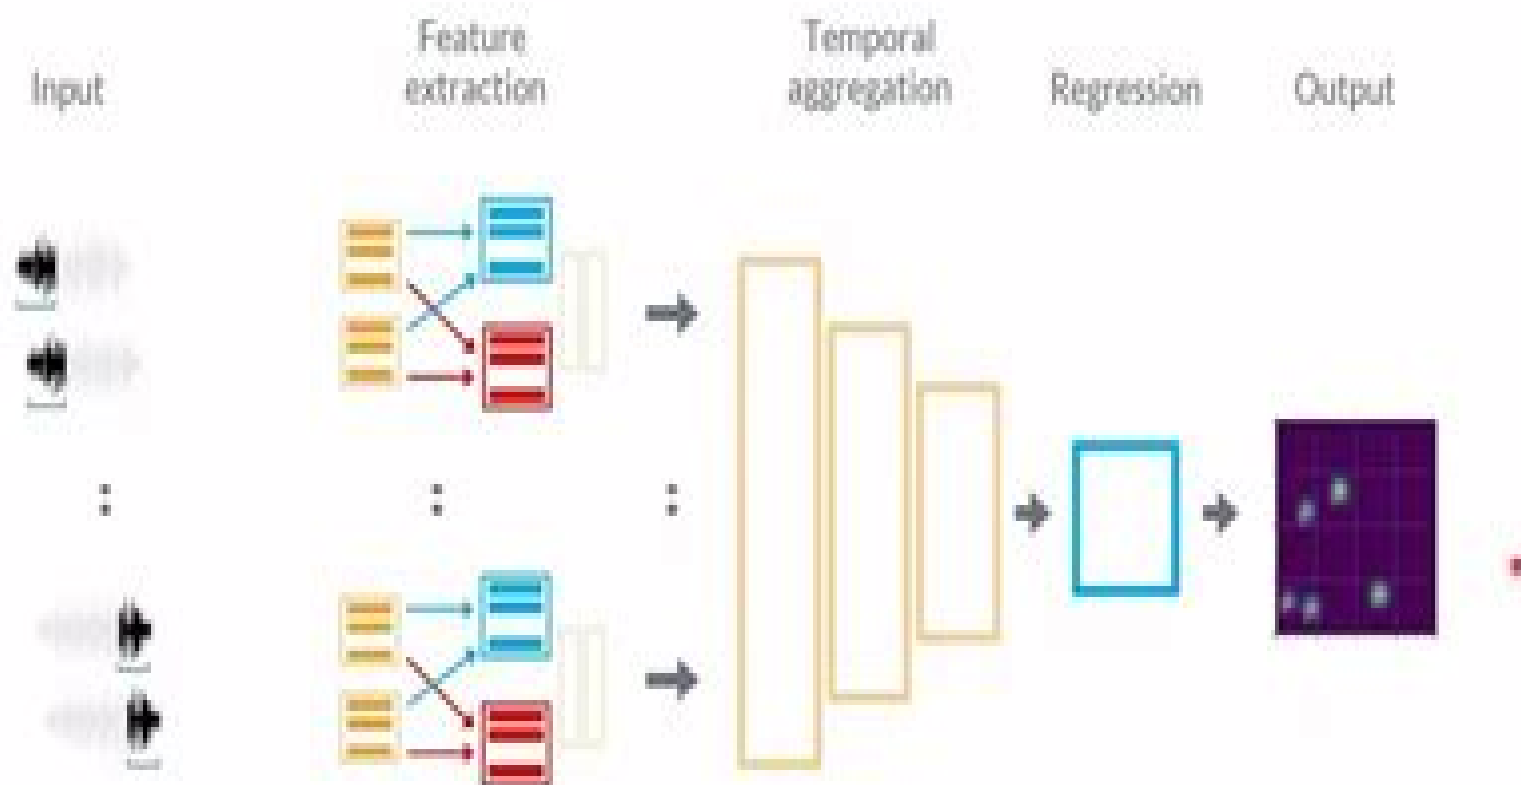 Input
Feature
extraction
Temporal
aggregation
Regression
Output